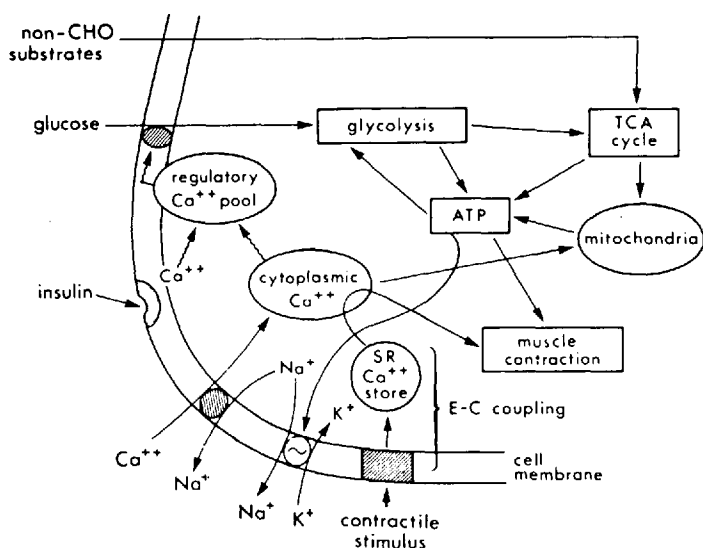 non-CHO
substrates
glucose
glycolysis
TCA
cycle
regulatory
Ca++ pool
ATP
mitochondria
Ca++
cytoplasmic
Ca++
insulin
muscle
contraction
SR
Ca++
store
Na+
K+
E-C coupling
Ca++
Na+
Na+
K+
cell
membrane
contractile
stimulus